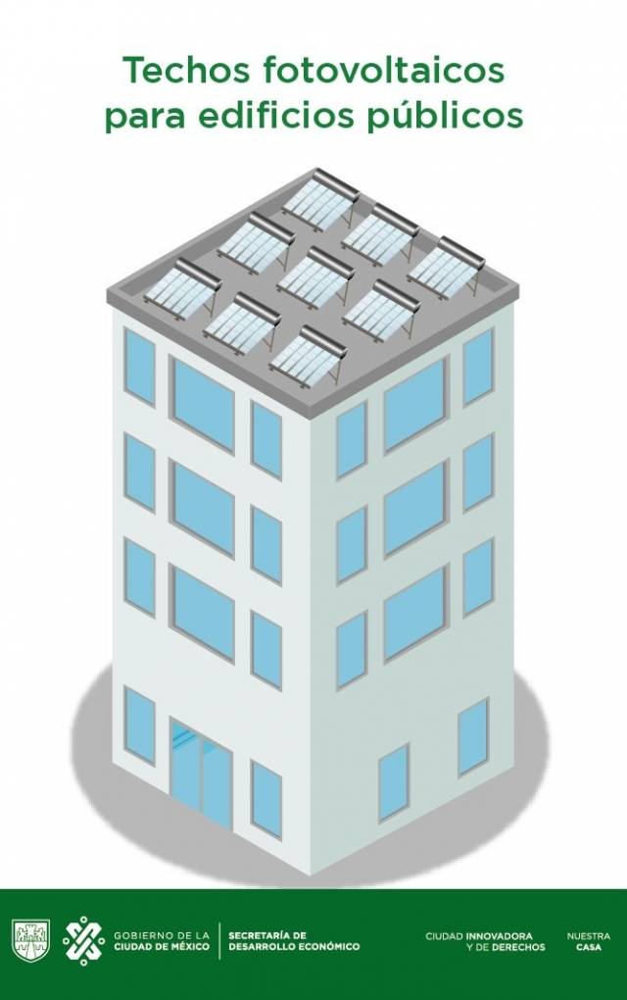 Techos fotovoltaicos
para edificios públicos
GOBIERNO DE LA
CIUDAD DE MÉXICO
SECRETARÍA DE
DESARROLLO ECONÓMICO
CIUDAD INNOVADORA
Y DE DERECHOS
NUESTRA
CASA